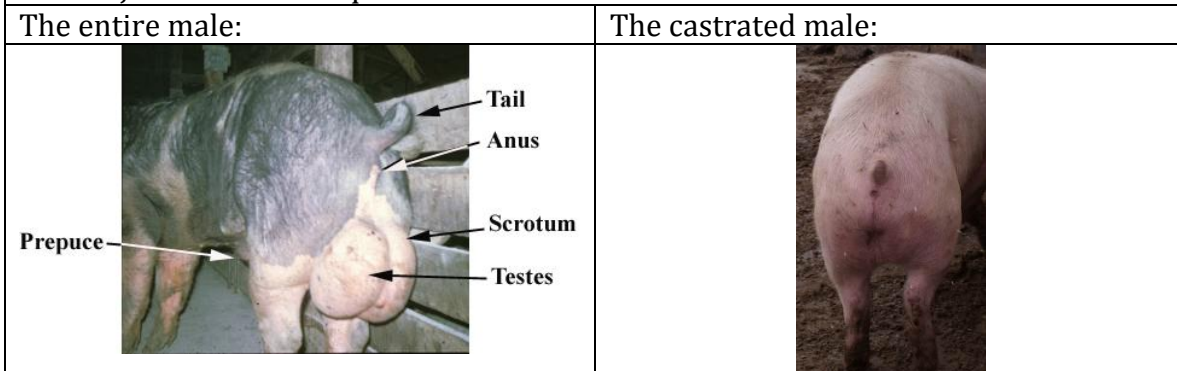 The entire male:
The castrated male:
Tail
Anus
Scrotum
Prepuce
Testes